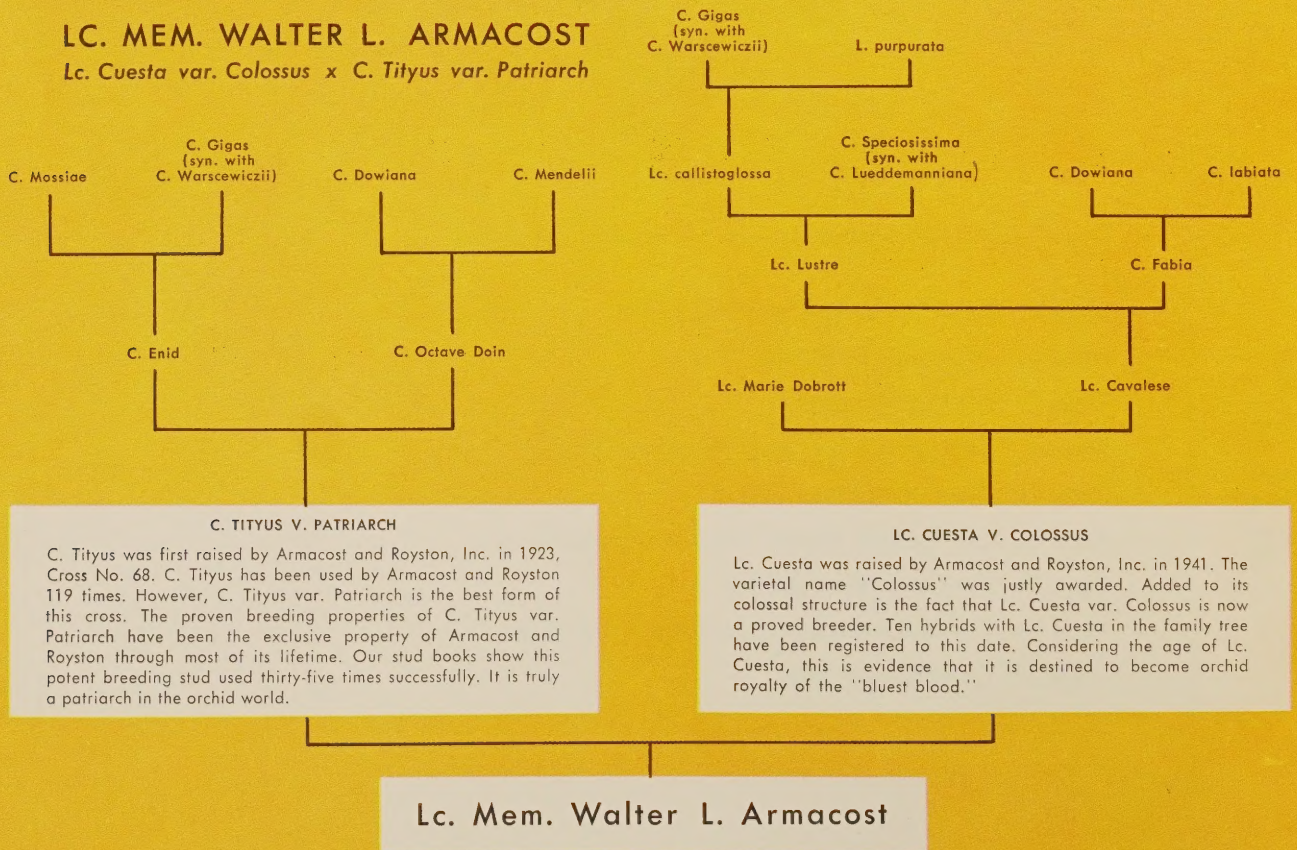 LC. MEM. WALTER L. ARMACOST
Lc. Cuesta var. Colossus x C. Tityus var. Patriarch
C. Gigas
(syn. with
C. Warscewiczii)
L. purpurata
C. Mossiae
C. Gigas
(syn. with
C. Warscewiczii)
C. Dowiana
C. Mendelii
Lc. callistoglossa
C. Speciosissima
(syn. with
C. Lueddemanniana)
C. Dowiana
C. labiata
Lc. Lustre
C. Fabia
C. Enid
C. Octave Doin
Lc. Marie Dobrott
Lc. Cavalese
C. TITYUS V. PATRIARCH
C. Tityus was first raised by Armacost and Royston, Inc. in 1923,
Cross No. 68. C. Tityus has been used by Armacost and Royston
119 times. However, C. Tityus var. Patriarch is the best form of
this cross. The proven breeding properties of C. Tityus var.
Patriarch have been the exclusive property of Armacost and
Royston through most of its lifetime. Our stud books show this
potent breeding stud used thirty-five times successfully. It is truly
a patriarch in the orchid world.
LC. CUESTA V. COLOSSUS
Lc. Cuesta was raised by Armacost and Royston, Inc. in 1941. The
varietal name ''Colossus'' was justly awarded. Added to its
colossal structure is the fact that Lc. Cuesta var. Colossus is now
a proved breeder. Ten hybrids with Lc. Cuesta in the family tree
have been registered to this date. Considering the age of Lc.
Cuesta, this is evidence that it is destined to become orchid
royalty of the ''bluest blood.''
Lc. Mem. Walter L. Armacost